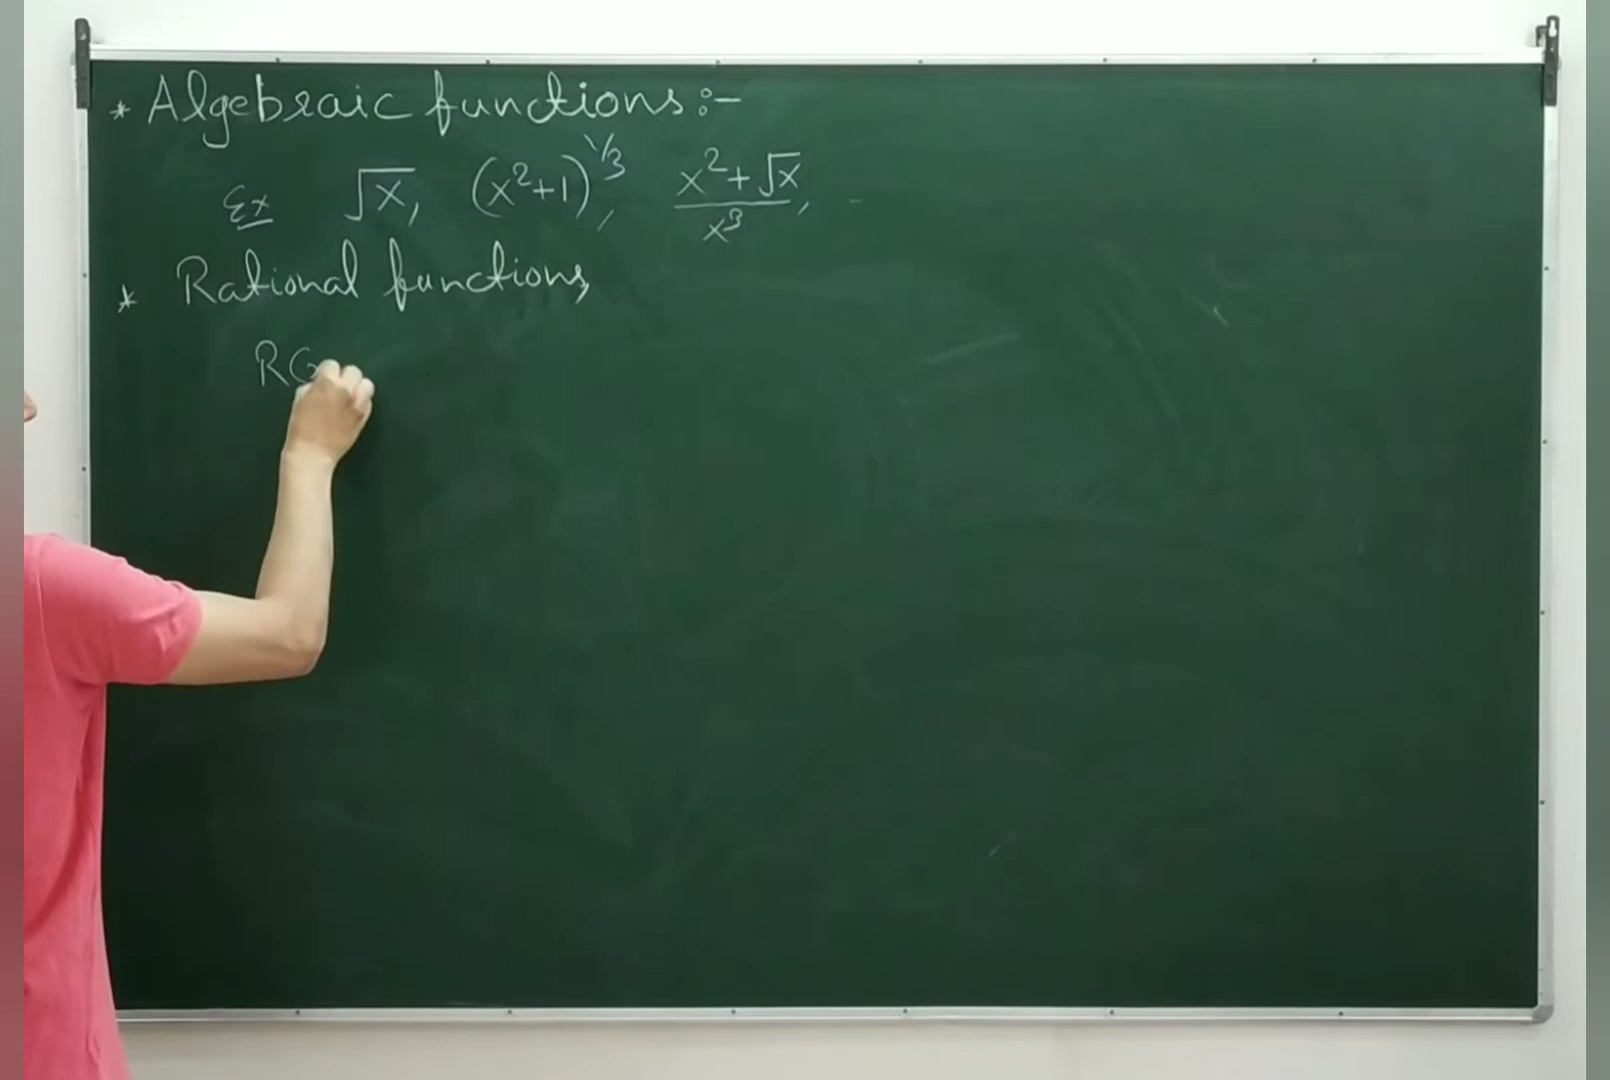 * Algebraic functions:-
Ex √x, (x²+1)^1/3, x²+√x / x³, -
* Rational functions,
R(x